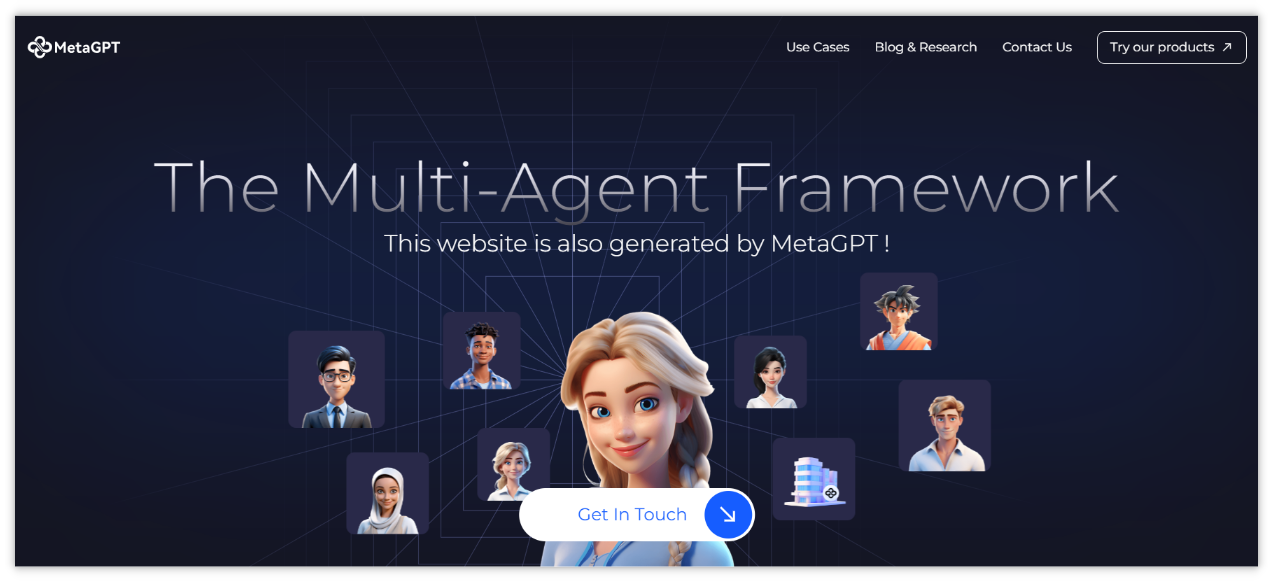 MetaGPT
Use Cases
Blog & Research
Contact Us
Try our products
The Multi-Agent Framework
This website is also generated by MetaGPT !
Get In Touch